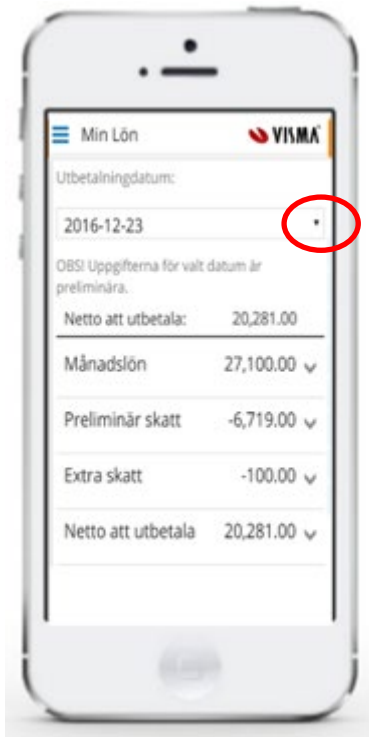 Min Lön VISMA
Utbetalningdatum:
2016-12-23
OBS! Uppgifterna för valt datum är
preliminära.
Netto att utbetala: 20,281.00
Månadslön 27,100.00
Preliminär skatt -6,719.00
Extra skatt -100.00
Netto att utbetala 20,281.00